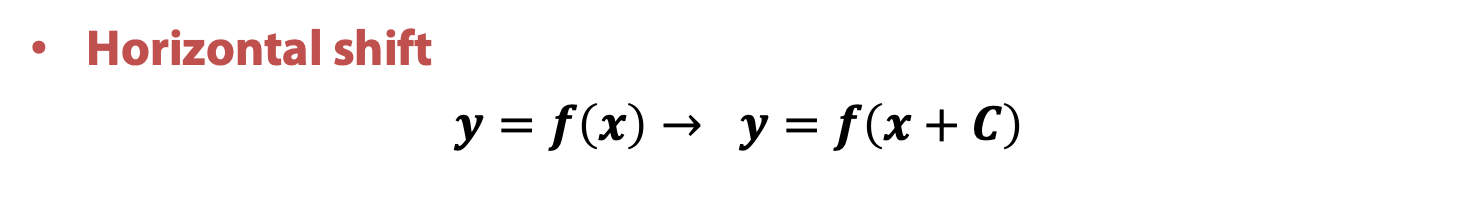 • Horizontal shift
𝒚 = 𝒇(𝒙) → 𝒚 = 𝒇(𝒙 + 𝑪)